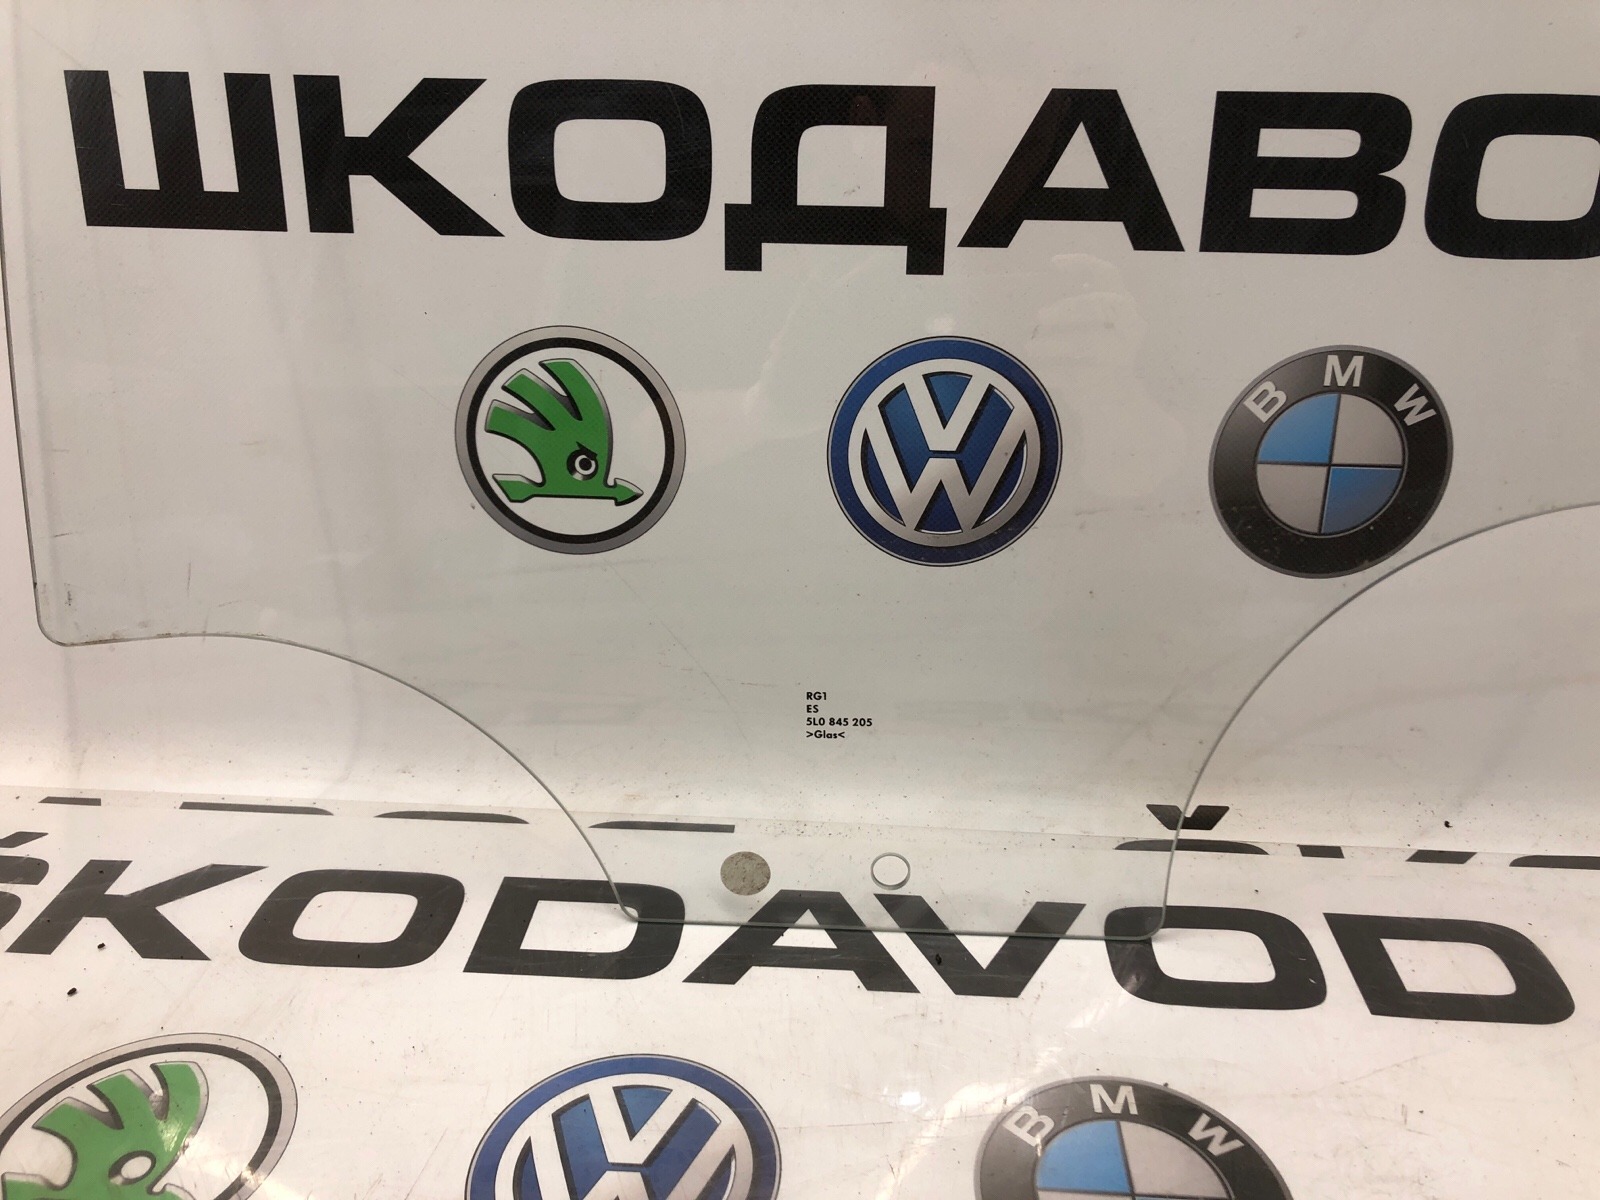 ШКОДАВО
B M W
RG1
ES
5L0 845 205
>Glas<
ŠKODAVOD
B M W